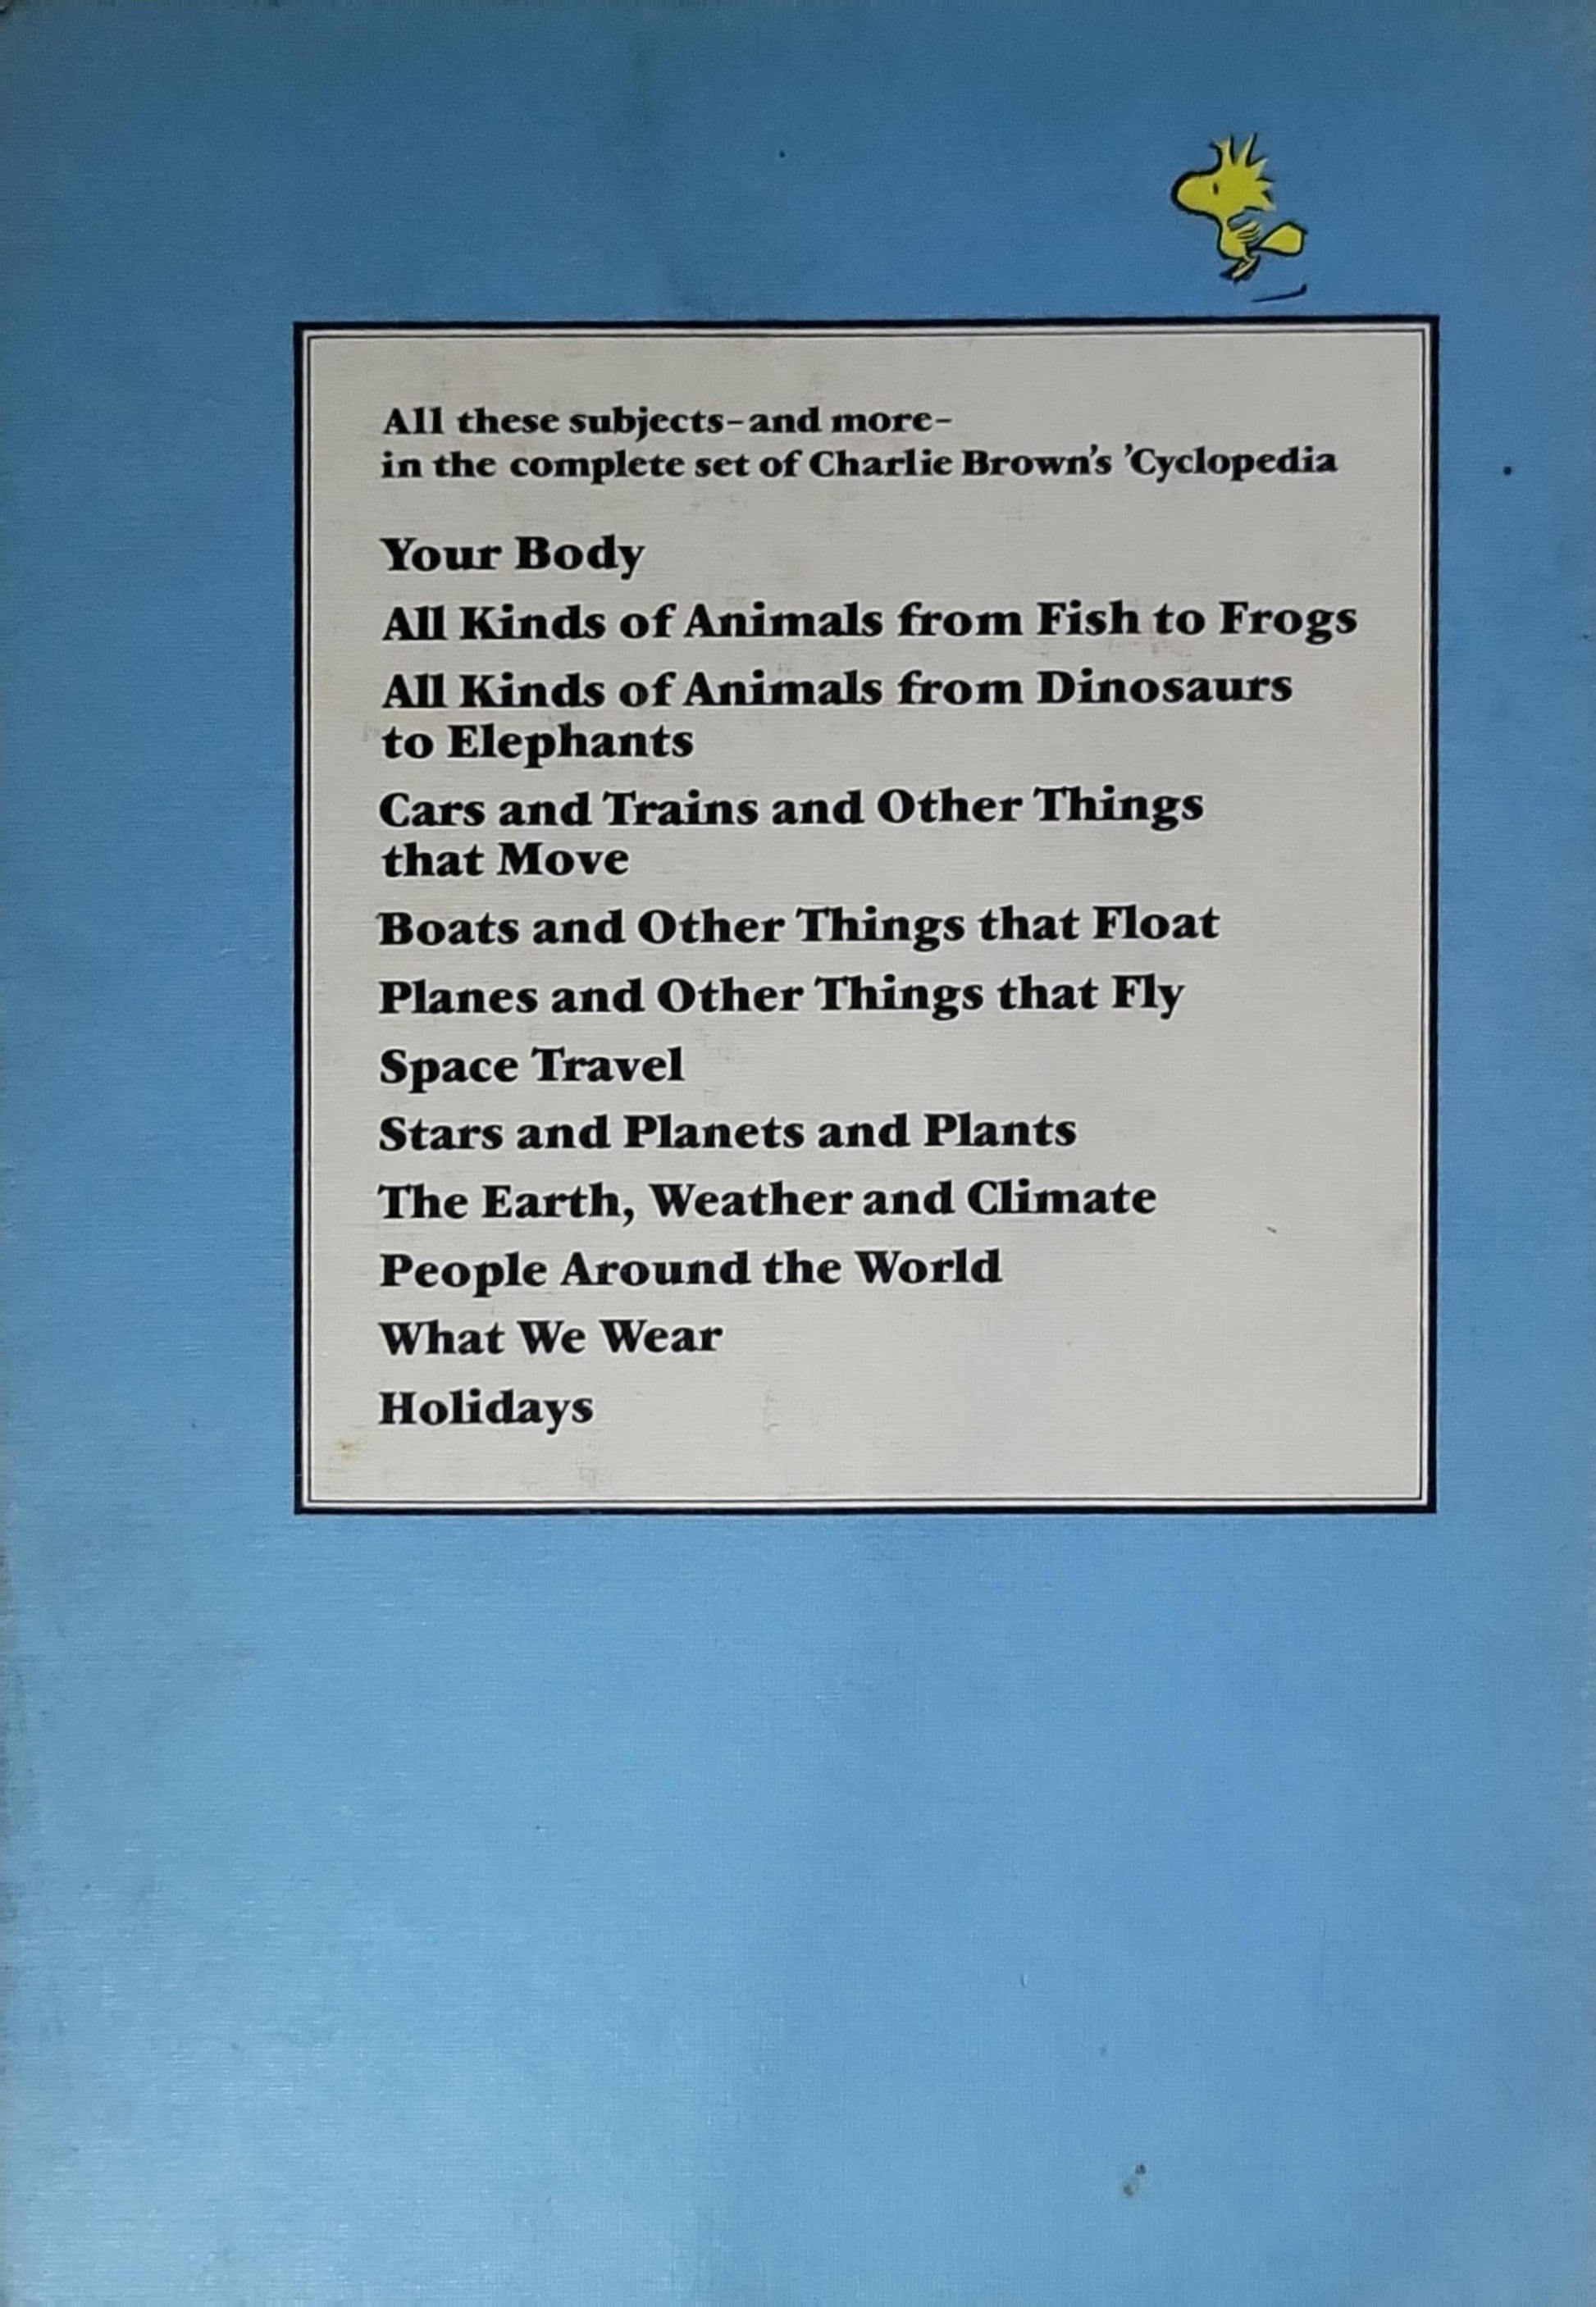 All these subjects-and more-
in the complete set of Charlie Brown's 'Cyclopedia
Your Body
All Kinds of Animals from Fish to Frogs
All Kinds of Animals from Dinosaurs
to Elephants
Cars and Trains and Other Things
that Move
Boats and Other Things that Float
Planes and Other Things that Fly
Space Travel
Stars and Planets and Plants
The Earth, Weather and Climate
People Around the World
What We Wear
Holidays